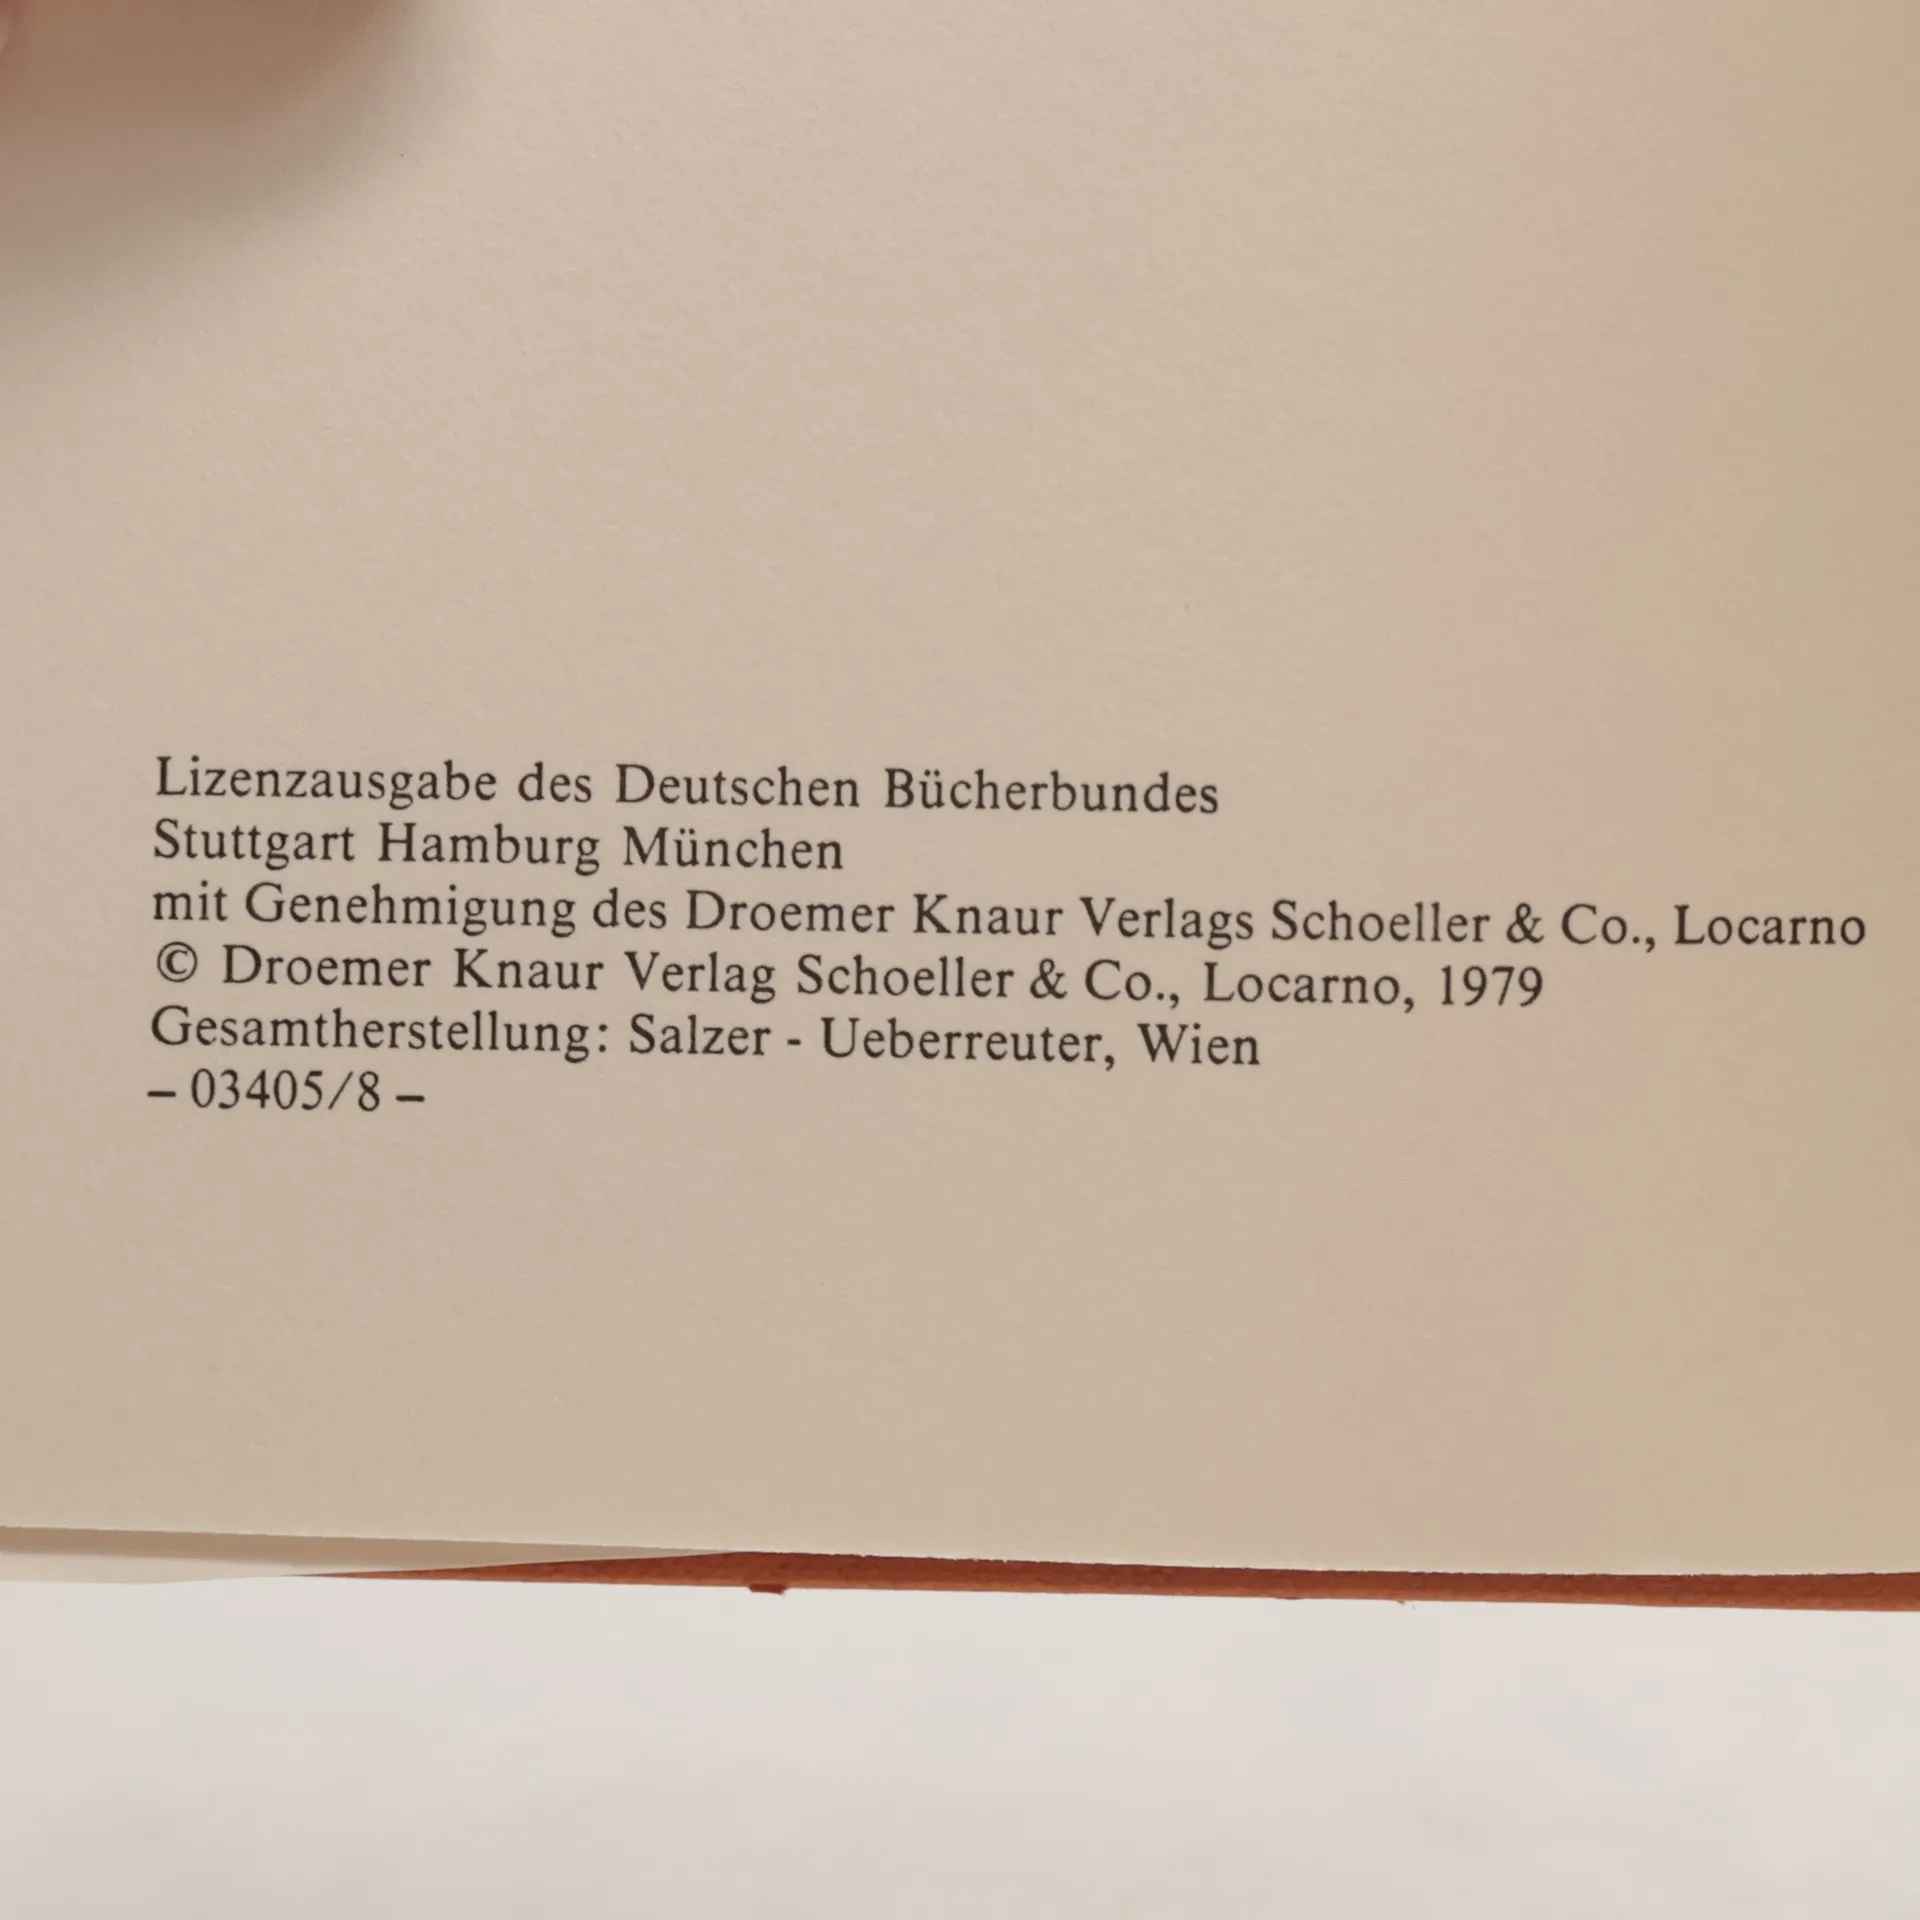 Lizenzausgabe des Deutschen Bücherbundes
Stuttgart Hamburg München
mit Genehmigung des Droemer Knaur Verlags Schoeller & Co., Locarno
© Droemer Knaur Verlag Schoeller & Co., Locarno, 1979
Gesamtherstellung: Salzer - Ueberreuter, Wien
– 03405/8 –